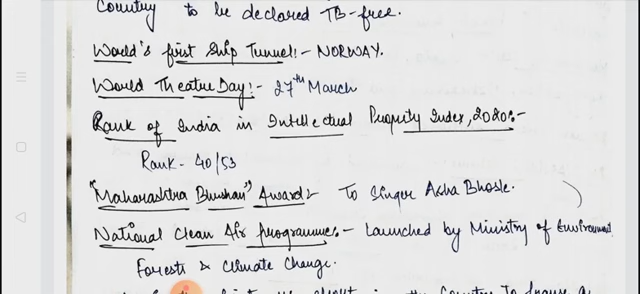 Country to be declared TB-free.
World's first Ship Tunnel:- NORWAY.
World Theatre Day:- 27th March
Rank of India in Intellectual Property Index, 2020:-
Rank - 40/53
"Maharashtra Bhushan" Award:- To Singer Asha Bhosle.
National Clean Air Programme:- Launched by Ministry of Environment
Forests & Climate Change.
country To